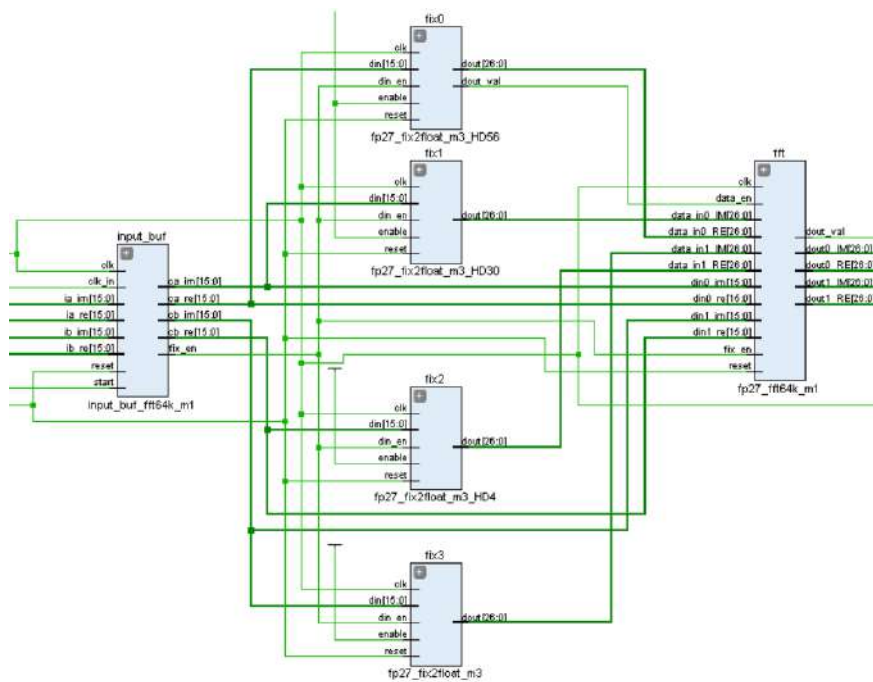 fix0
clk
din[15:0]
din_en
enable
reset
dout[26:0]
dout_val
fp27_fix2float_m3_HD56
fix1
clk
din[15:0]
din_en
enable
reset
dout[26:0]
fp27_fix2float_m3_HD30
input_buf
clk
clk_in
ia_im[15:0]
ia_re[15:0]
ib_im[15:0]
ib_re[15:0]
reset
start
oa_im[15:0]
oa_re[15:0]
ob_im[15:0]
ob_re[15:0]
fix_en
input_buf_fft64k_m1
fft
clk
data_en
data_in0_IM[26:0]
data_in0_RE[26:0]
data_in1_IM[26:0]
data_in1_RE[26:0]
din0_im[15:0]
din0_re[15:0]
din1_im[15:0]
din1_re[15:0]
fix_en
reset
dout_val
dout0_IM[26:0]
dout0_RE[26:0]
dout1_IM[26:0]
dout1_RE[26:0]
fp27_fft64k_m1
fix2
clk
din[15:0]
din_en
enable
reset
dout[26:0]
fp27_fix2float_m3_HD4
fix3
clk
din[15:0]
din_en
enable
reset
dout[26:0]
fp27_fix2float_m3